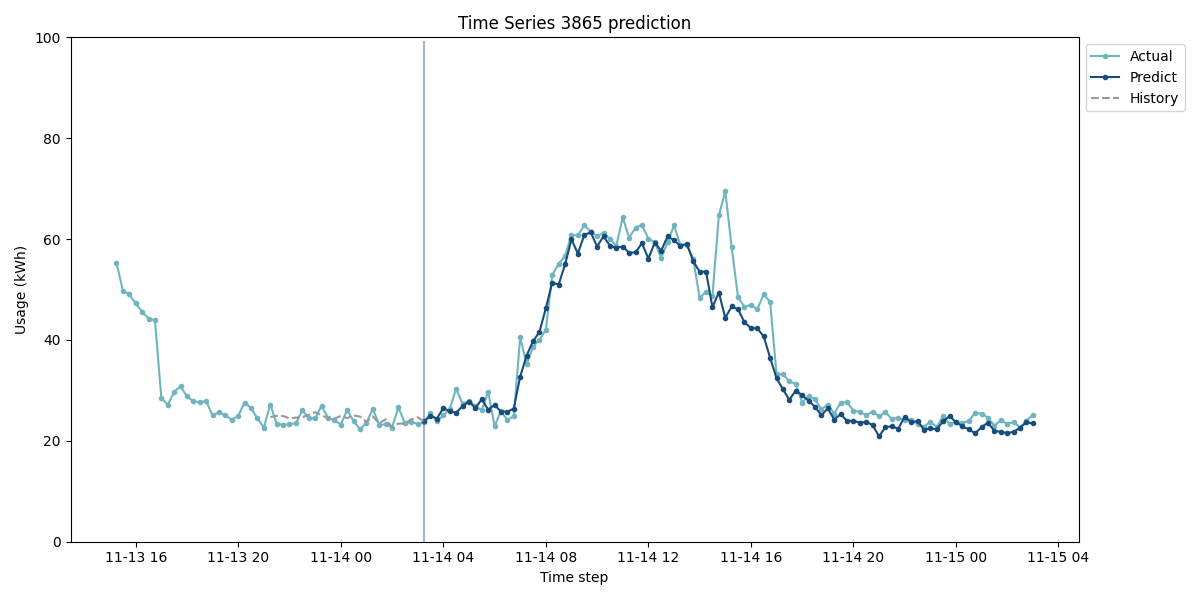 Time Series 3865 prediction
100
80
60
40
20
0
Usage (kWh)
11-13 16
11-13 20
11-14 00
11-14 04
11-14 08
11-14 12
11-14 16
11-14 20
11-15 00
11-15 04
Time step
Actual
Predict
History